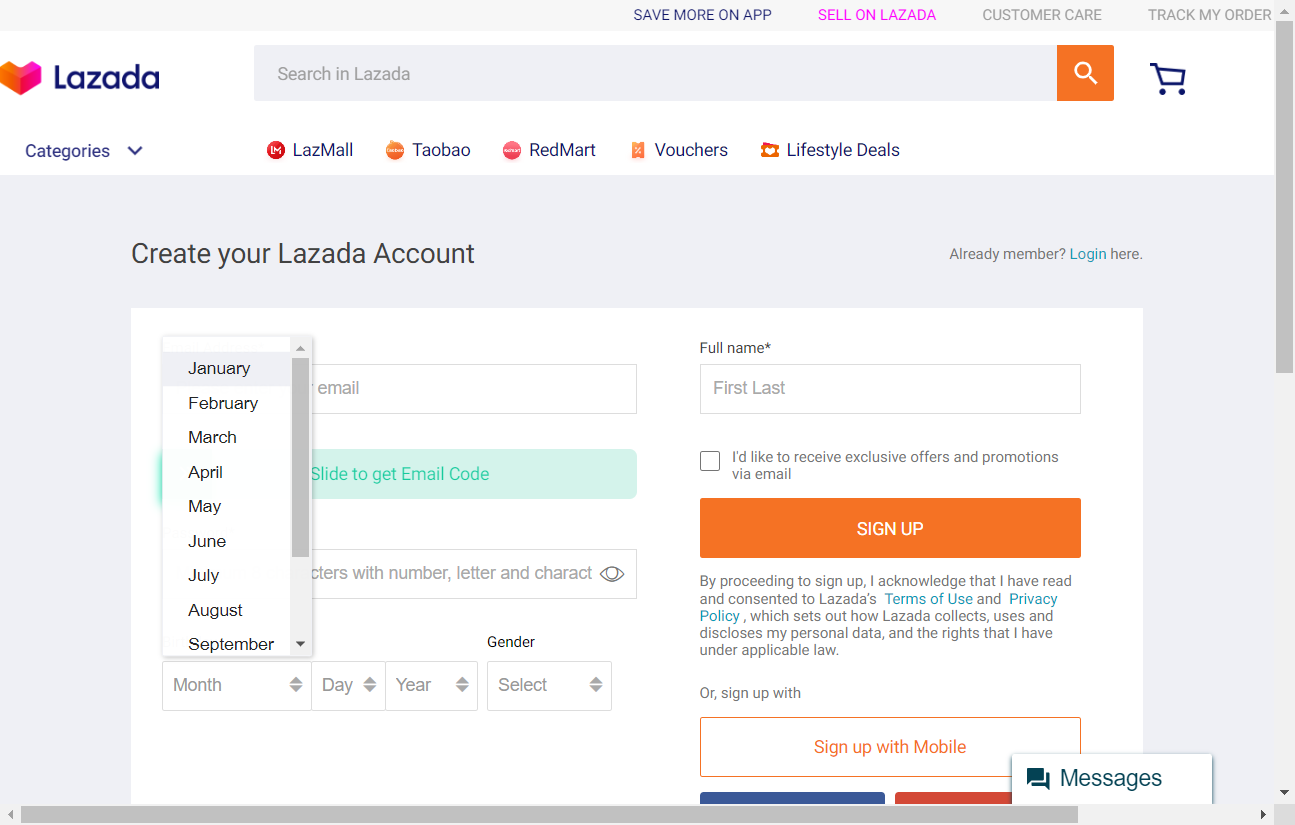 SAVE MORE ON APP
SELL ON LAZADA
CUSTOMER CARE
TRACK MY ORDER
Lazada
Search in Lazada
Categories
LazMall
Taobao
RedMart
Vouchers
Lifestyle Deals
Create your Lazada Account
Already member? Login here.
January
February
March
April
May
June
July
August
September
email
Slide to get Email Code
with number, letter and charact
Month
Day
Year
Gender
Select
Full name*
First Last
I'd like to receive exclusive offers and promotions
via email
SIGN UP
By proceeding to sign up, I acknowledge that I have read
and consented to Lazada's Terms of Use and Privacy
Policy , which sets out how Lazada collects, uses and
discloses my personal data, and the rights that I have
under applicable law.
Or, sign up with
Sign up with Mobile
Messages